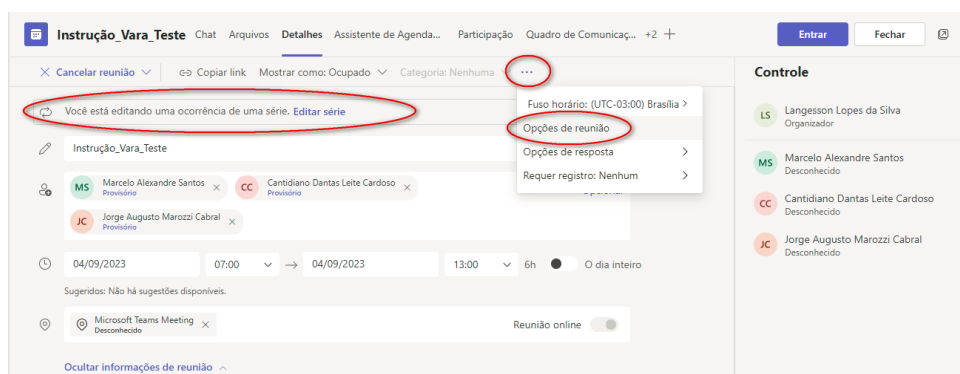 Instrução_Vara_Teste Chat Arquivos Detalhes Assistente de Agenda... Participação Quadro de Comunicaç... +2 Entrar Fechar
Cancelar reunião Copiar link Mostrar como: Ocupado Categoria: Nenhuma ...
Controle
Fuso horário: (UTC-03:00) Brasília
Opções de reunião
Opções de resposta
Requer registro: Nenhum
Você está editando uma ocorrência de uma série. Editar série
Instrução_Vara_Teste
MS Marcelo Alexandre Santos
Provisório
CC Cantidiano Dantas Leite Cardoso
Provisório
JC Jorge Augusto Marozzi Cabral
Provisório
04/09/2023 07:00 → 04/09/2023 13:00 6h O dia inteiro
Sugeridos: Não há sugestões disponíveis.
Microsoft Teams Meeting
Desconhecido
Reunião online
Ocultar informações de reunião
LS Langesson Lopes da Silva
Organizador
MS Marcelo Alexandre Santos
Desconhecido
CC Cantidiano Dantas Leite Cardoso
Desconhecido
JC Jorge Augusto Marozzi Cabral
Desconhecido